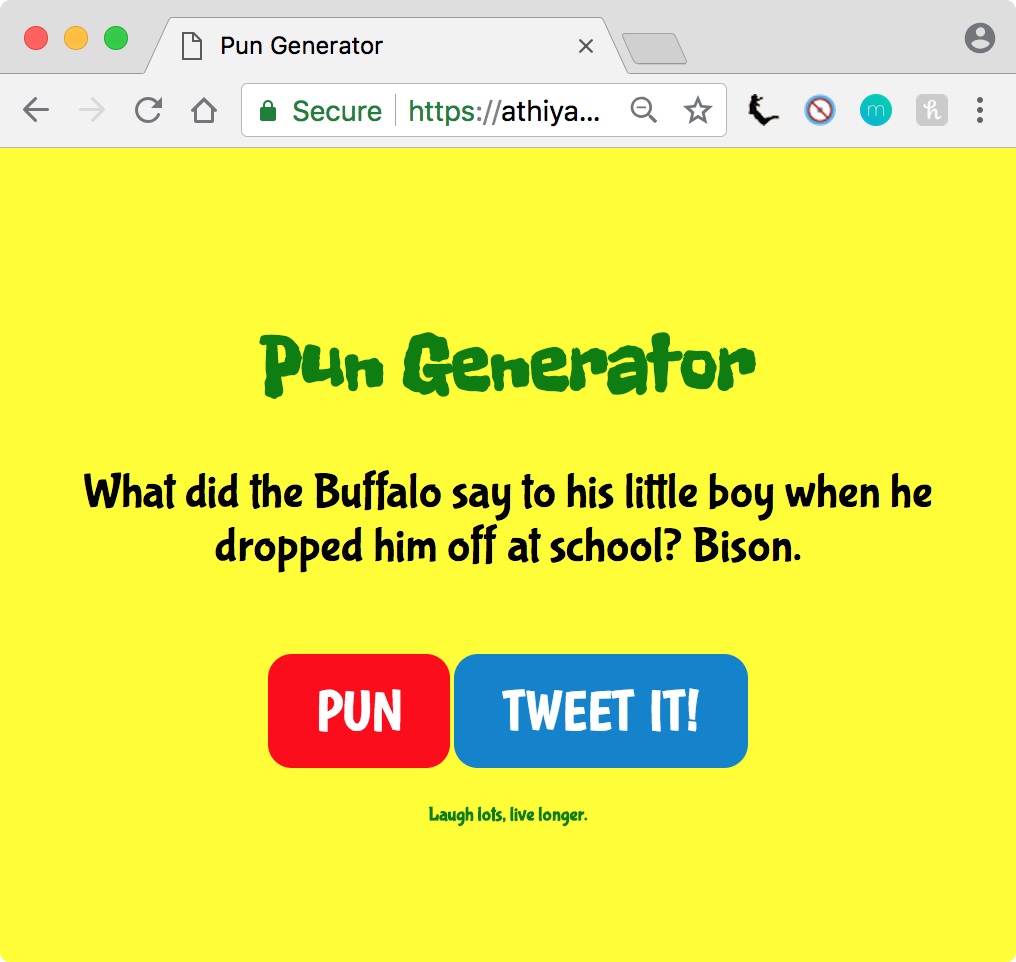 Pun Generator
Secure https://athiya...
m
h
Pun Generator
What did the Buffalo say to his little boy when he
dropped him off at school? Bison.
PUN TWEET IT!
Laugh lots, live longer.